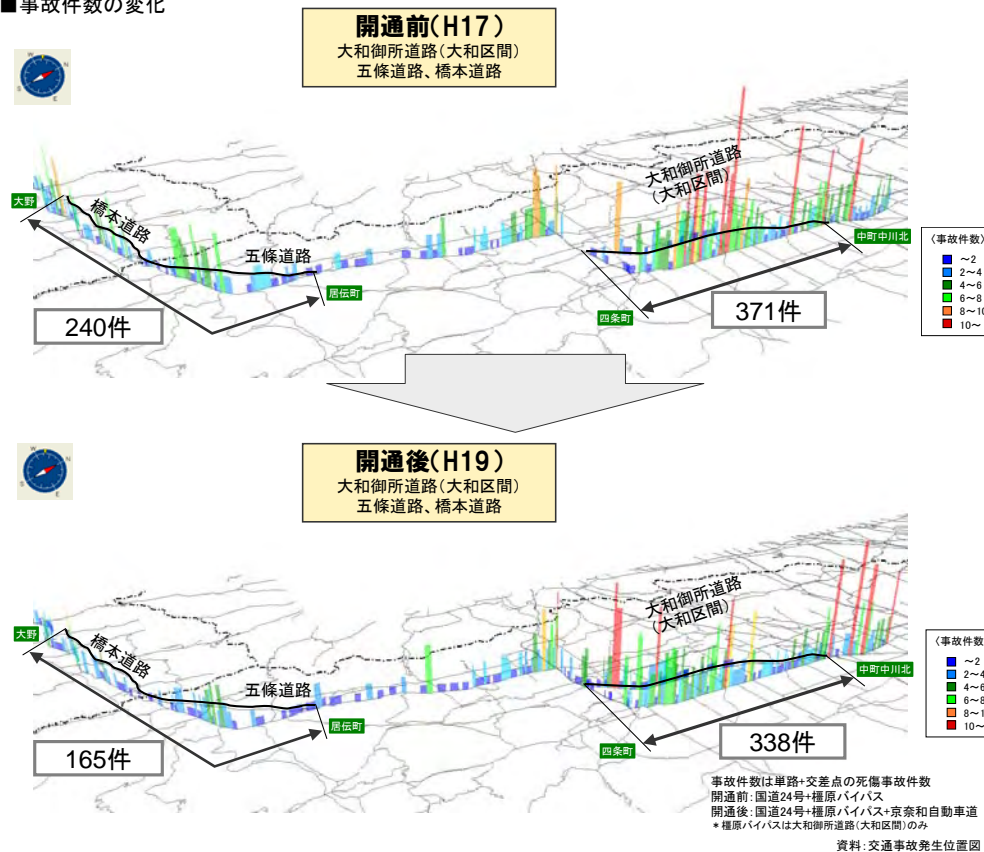 ■事故件数の変化
開通前(H17)
大和御所道路(大和区間)
五條道路、橋本道路
W
N
S
E
大野
橋本道路
五條道路
居伝町
240件
大和御所道路
(大和区間)
中町中川北
四条町
371件
〈事故件数〉
～2
2～4
4～6
6～8
8～10
10～
開通後(H19)
大和御所道路(大和区間)
五條道路、橋本道路
W
N
S
E
大野
橋本道路
五條道路
居伝町
165件
大和御所道路
(大和区間)
中町中川北
四条町
338件
〈事故件数
～2
2～4
4～6
6～8
8～1
10～
事故件数は単路+交差点の死傷事故件数
開通前:国道24号+橿原バイパス
開通後:国道24号+橿原バイパス+京奈和自動車道
*橿原バイパスは大和御所道路(大和区間)のみ
資料:交通事故発生位置図